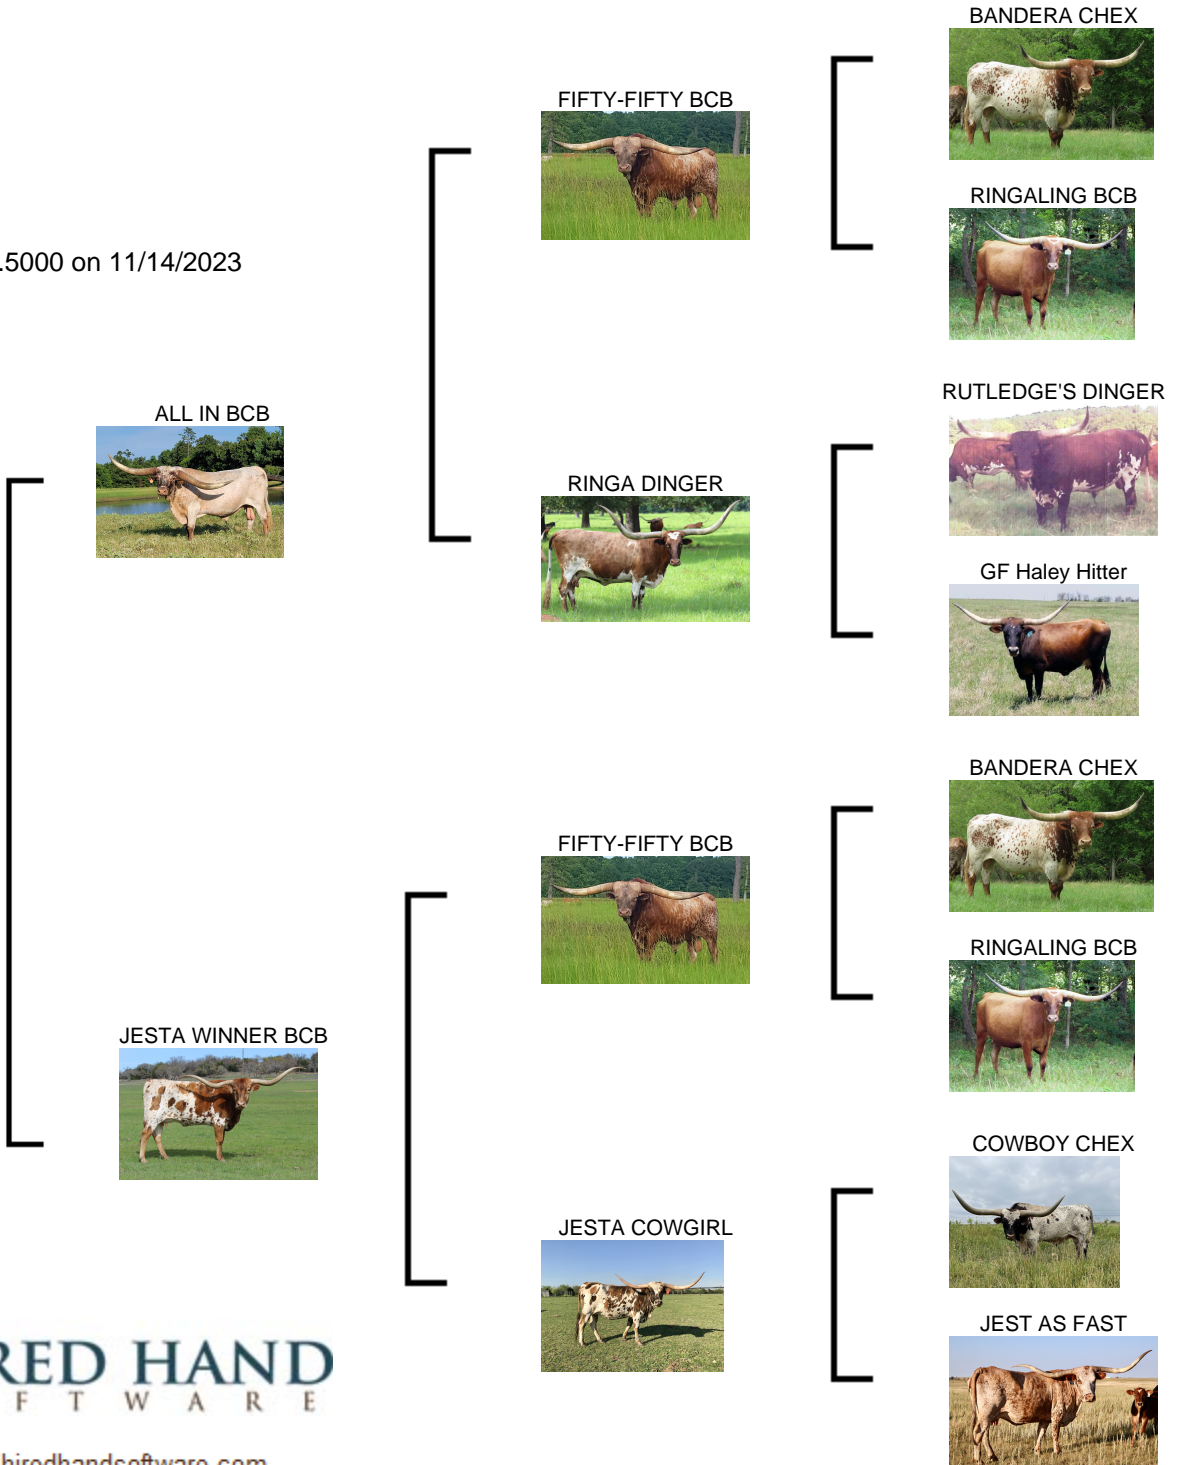 BANDERA CHEX
FIFTY-FIFTY BCB
RINGALING BCB
.5000 on 11/14/2023
RUTLEDGE'S DINGER
ALL IN BCB
RINGA DINGER
GF Haley Hitter
BANDERA CHEX
FIFTY-FIFTY BCB
RINGALING BCB
JESTA WINNER BCB
COWBOY CHEX
JESTA COWGIRL
JEST AS FAST
RED HAND
F T W A R E
hiredhandsoftware.com